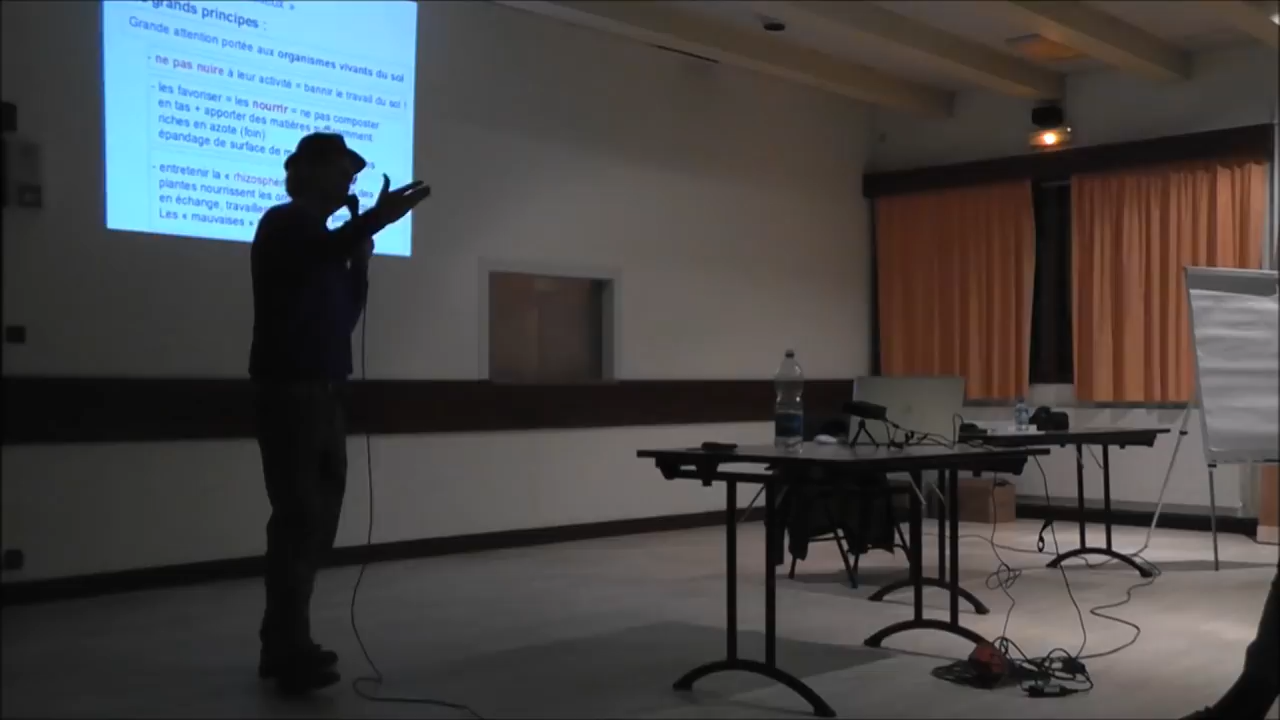 grands principes :
Grande attention portée aux organismes vivants du sol
- ne pas nuire à leur activité = bannir le travail du sol !
- les favoriser = les nourrir = ne pas composter
en tas + apporter des matières
riches en azote (foin)
épandage de surface de
- entretenir la « 
plantes nourrissent les
en échange,
Les « mauvaises »